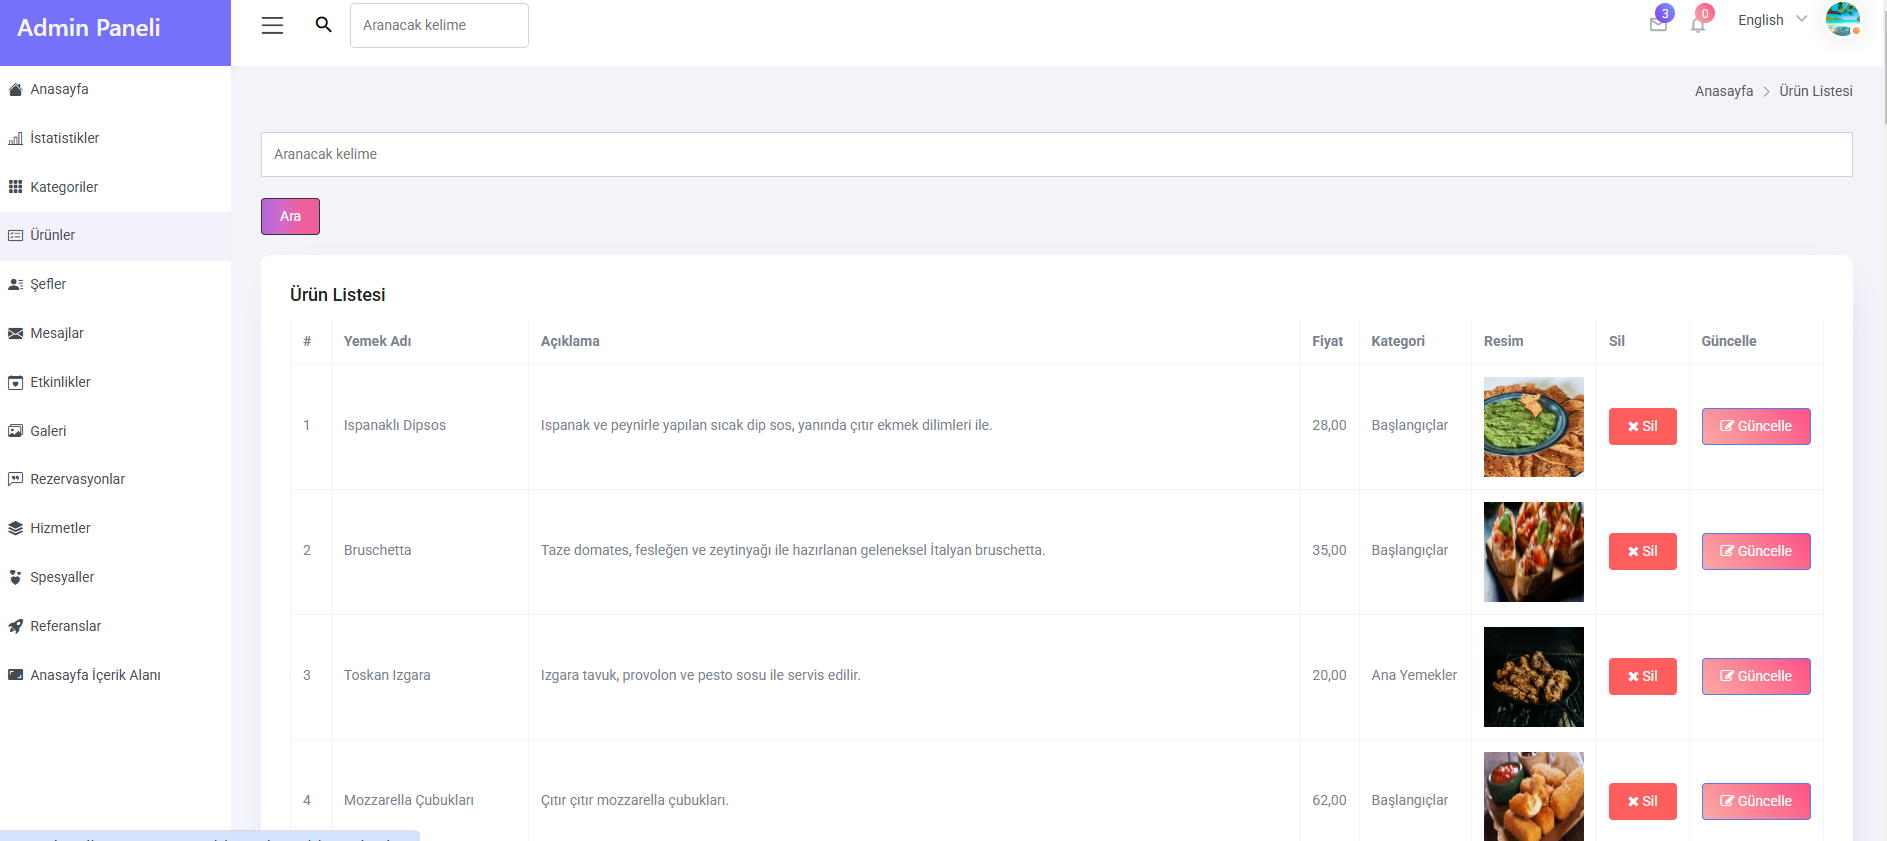 Admin Paneli
Aranacak kelime
3
0
English
Anasayfa
İstatistikler
Kategoriler
Ürünler
Şefler
Mesajlar
Etkinlikler
Galeri
Rezervasyonlar
Hizmetler
Spesyaller
Referanslar
Anasayfa İçerik Alanı
Anasayfa > Ürün Listesi
Aranacak kelime
Ara
Ürün Listesi
# Yemek Adı Açıklama Fiyat Kategori Resim Sil Güncelle
1 Ispanaklı Dipsos Ispanak ve peynirle yapılan sıcak dip sos, yanında çıtır ekmek dilimleri ile. 28,00 Başlangıçlar Sil Güncelle
2 Bruschetta Taze domates, fesleğen ve zeytinyağı ile hazırlanan geleneksel İtalyan bruschetta. 35,00 Başlangıçlar Sil Güncelle
3 Toskan Izgara Izgara tavuk, provolon ve pesto sosu ile servis edilir. 20,00 Ana Yemekler Sil Güncelle
4 Mozzarella Çubukları Çıtır çıtır mozzarella çubukları. 62,00 Başlangıçlar Sil Güncelle